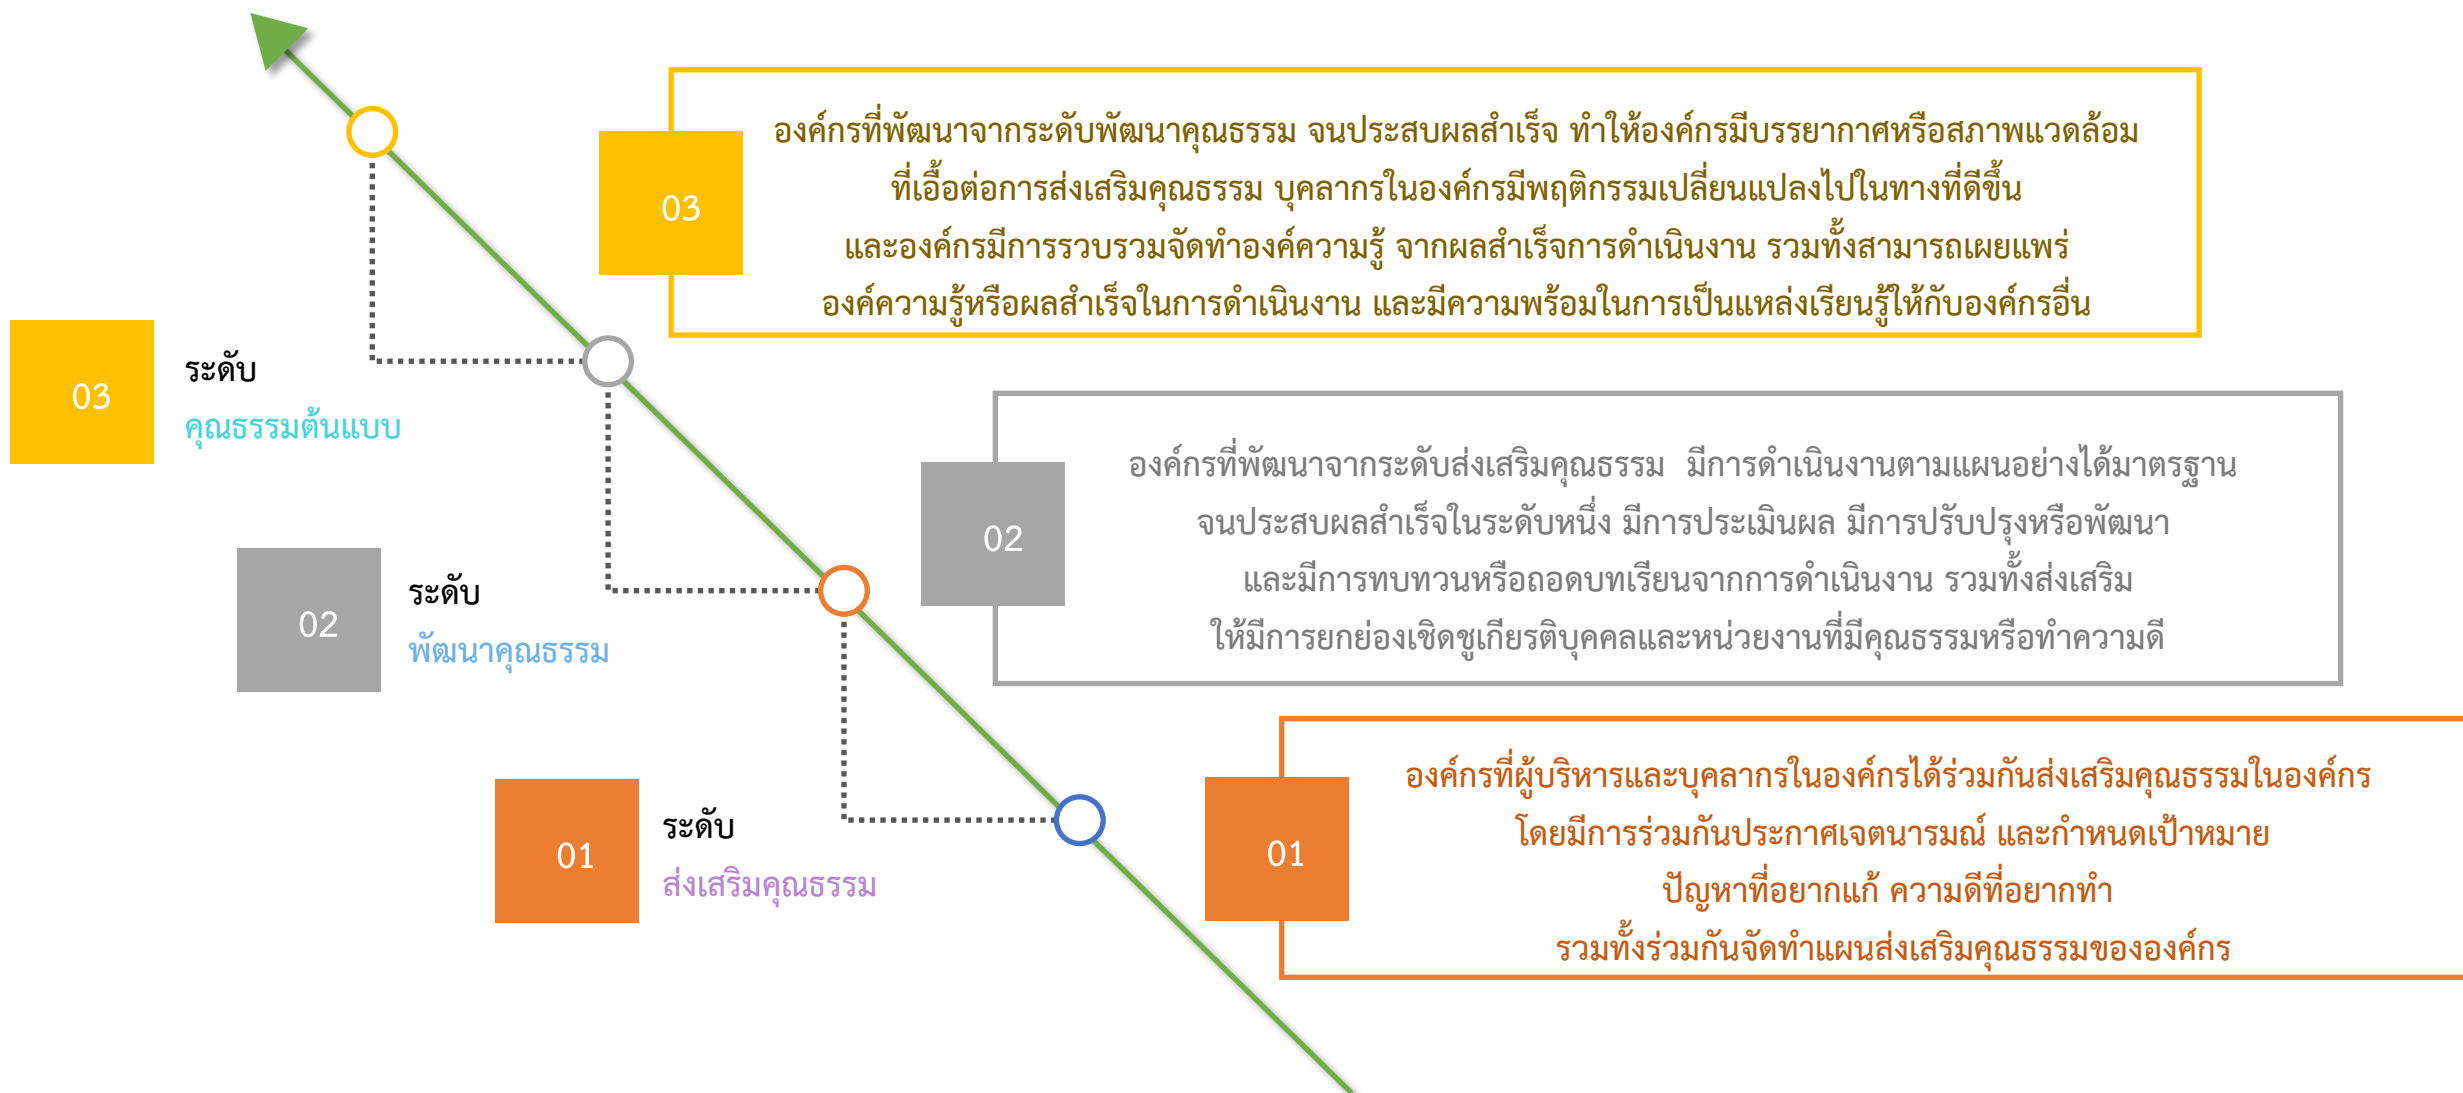 03
องค์กรที่พัฒนาจากระดับพัฒนาคุณธรรม จนประสบผลสำเร็จ ทำให้องค์กรมีบรรยากาศหรือสภาพแวดล้อม
ที่เอื้อต่อการส่งเสริมคุณธรรม บุคลากรในองค์กรมีพฤติกรรมเปลี่ยนแปลงไปในทางที่ดีขึ้น
และองค์กรมีการรวบรวมจัดทำองค์ความรู้ จากผลสำเร็จการดำเนินงาน รวมทั้งสามารถเผยแพร่
องค์ความรู้หรือผลสำเร็จในการดำเนินงาน และมีความพร้อมในการเป็นแหล่งเรียนรู้ให้กับองค์กรอื่น
03
ระดับ
คุณธรรมต้นแบบ
02
องค์กรที่พัฒนาจากระดับส่งเสริมคุณธรรม มีการดำเนินงานตามแผนอย่างได้มาตรฐาน
จนประสบผลสำเร็จในระดับหนึ่ง มีการประเมินผล มีการปรับปรุงหรือพัฒนา
และมีการทบทวนหรือถอดบทเรียนจากการดำเนินงาน รวมทั้งส่งเสริม
ให้มีการยกย่องเชิดชูเกียรติบุคคลและหน่วยงานที่มีคุณธรรมหรือทำความดี
02
ระดับ
พัฒนาคุณธรรม
01
องค์กรที่ผู้บริหารและบุคลากรในองค์กรได้ร่วมกันส่งเสริมคุณธรรมในองค์กร
โดยมีการร่วมกันประกาศเจตนารมณ์ และกำหนดเป้าหมาย
ปัญหาที่อยากแก้ ความดีที่อยากทำ
รวมทั้งร่วมกันจัดทำแผนส่งเสริมคุณธรรมขององค์กร
01
ระดับ
ส่งเสริมคุณธรรม